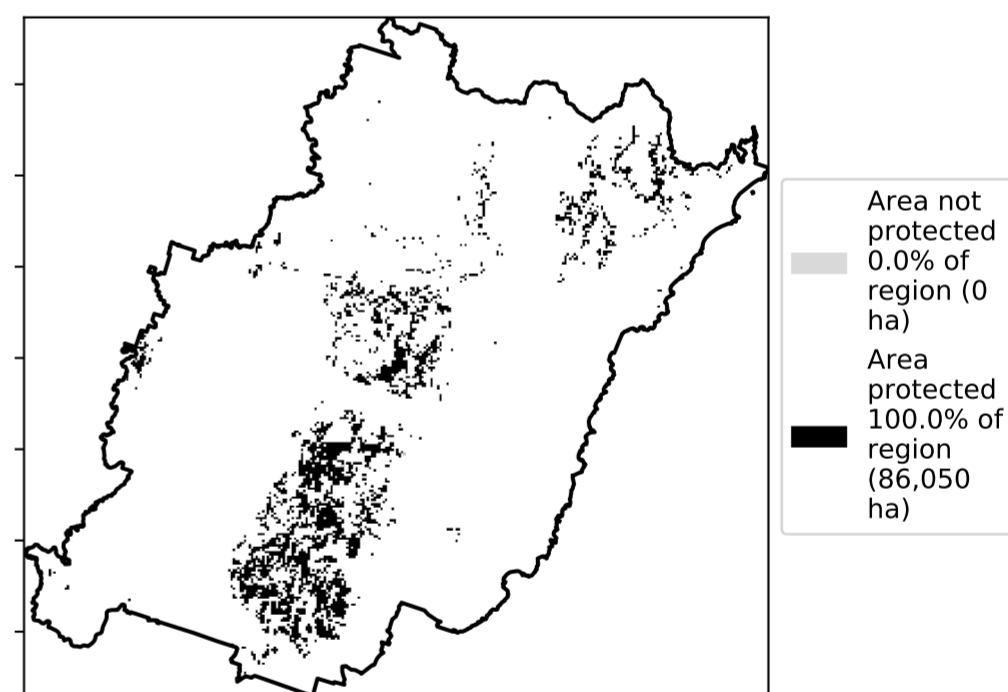 Area not
protected
0.0% of
region (0
ha)
Area
protected
100.0% of
region
(86,050
ha)